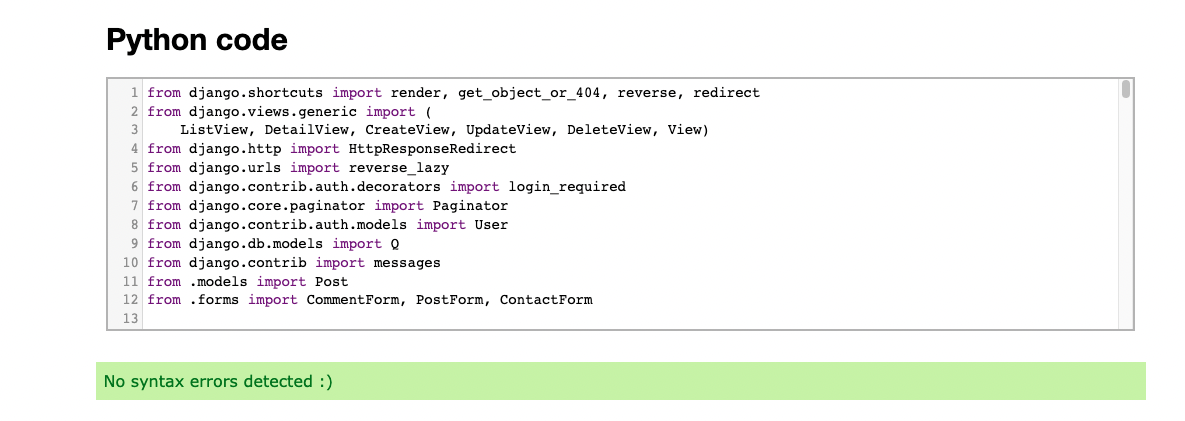 Python code
1 from django.shortcuts import render, get_object_or_404, reverse, redirect
2 from django.views.generic import (
3     ListView, DetailView, CreateView, UpdateView, DeleteView, View)
4 from django.http import HttpResponseRedirect
5 from django.urls import reverse_lazy
6 from django.contrib.auth.decorators import login_required
7 from django.core.paginator import Paginator
8 from django.contrib.auth.models import User
9 from django.db.models import Q
10 from django.contrib import messages
11 from .models import Post
12 from .forms import CommentForm, PostForm, ContactForm
13
No syntax errors detected :)